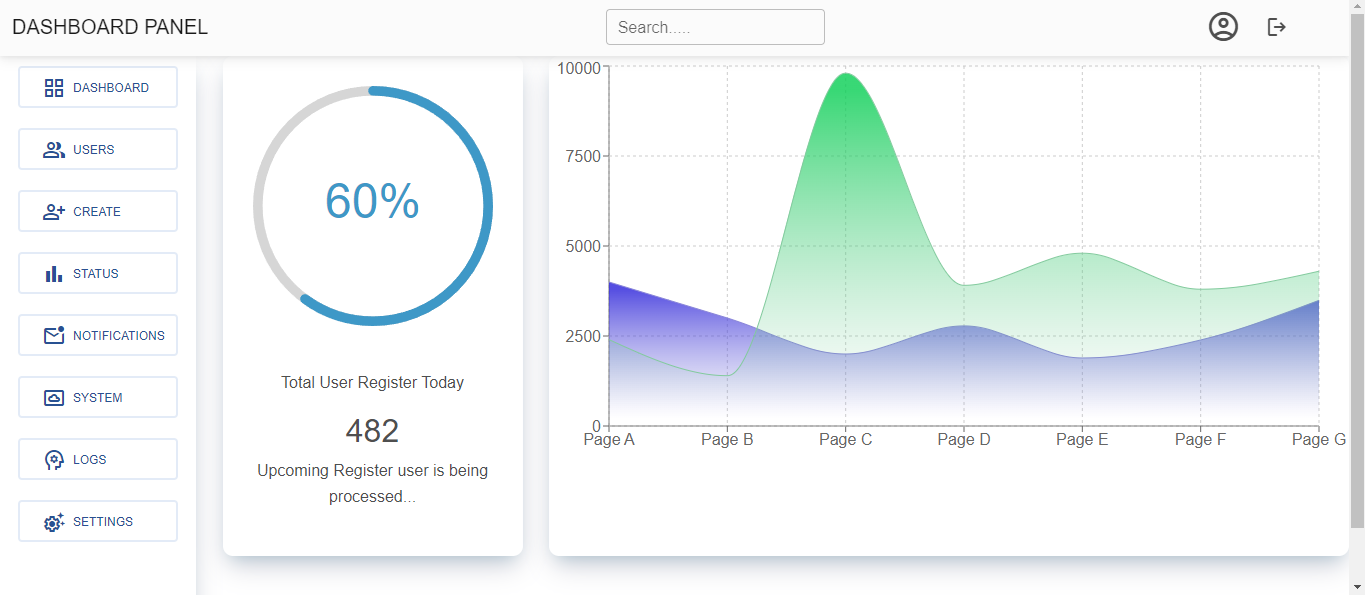 DASHBOARD PANEL
Search.....
DASHBOARD
USERS
CREATE
STATUS
NOTIFICATIONS
SYSTEM
LOGS
SETTINGS
60%
Total User Register Today
482
Upcoming Register user is being
processed...
10000
7500
5000
2500
0
Page A Page B Page C Page D Page E Page F Page G